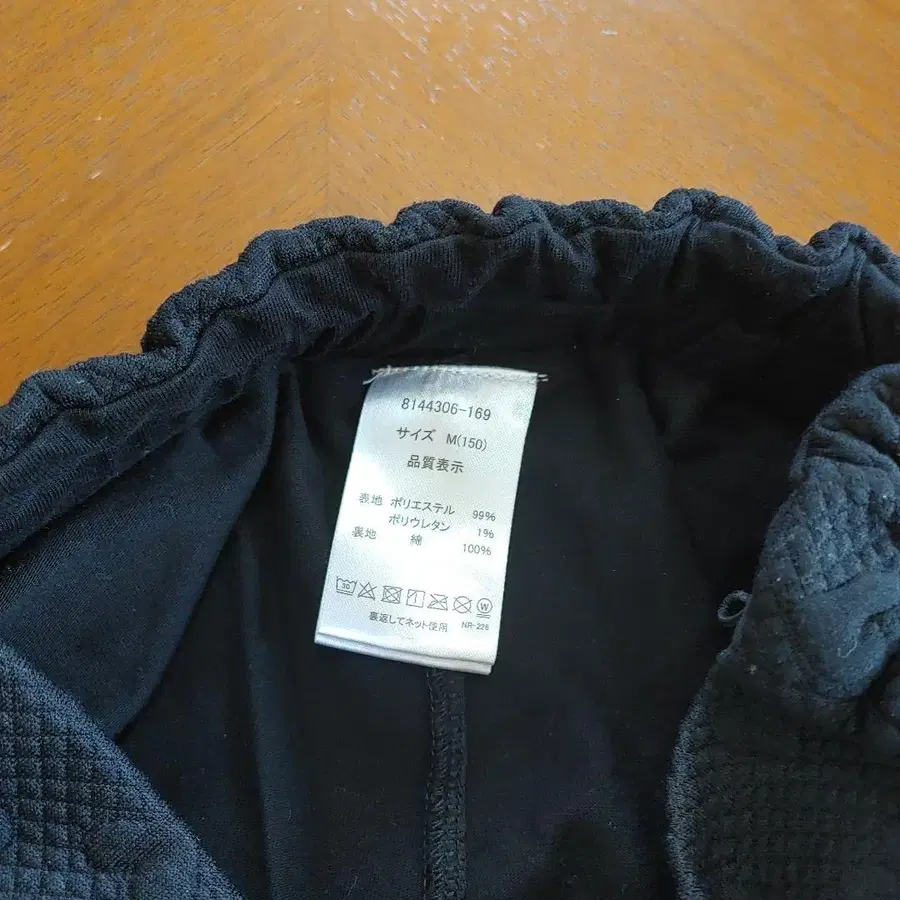 8144306-169
サイズ M(150)
品質表示
表地 ポリエステル 99%
ポリウレタン 1%
裏地 綿 100%
30 W
裏返してネット使用 NR-228